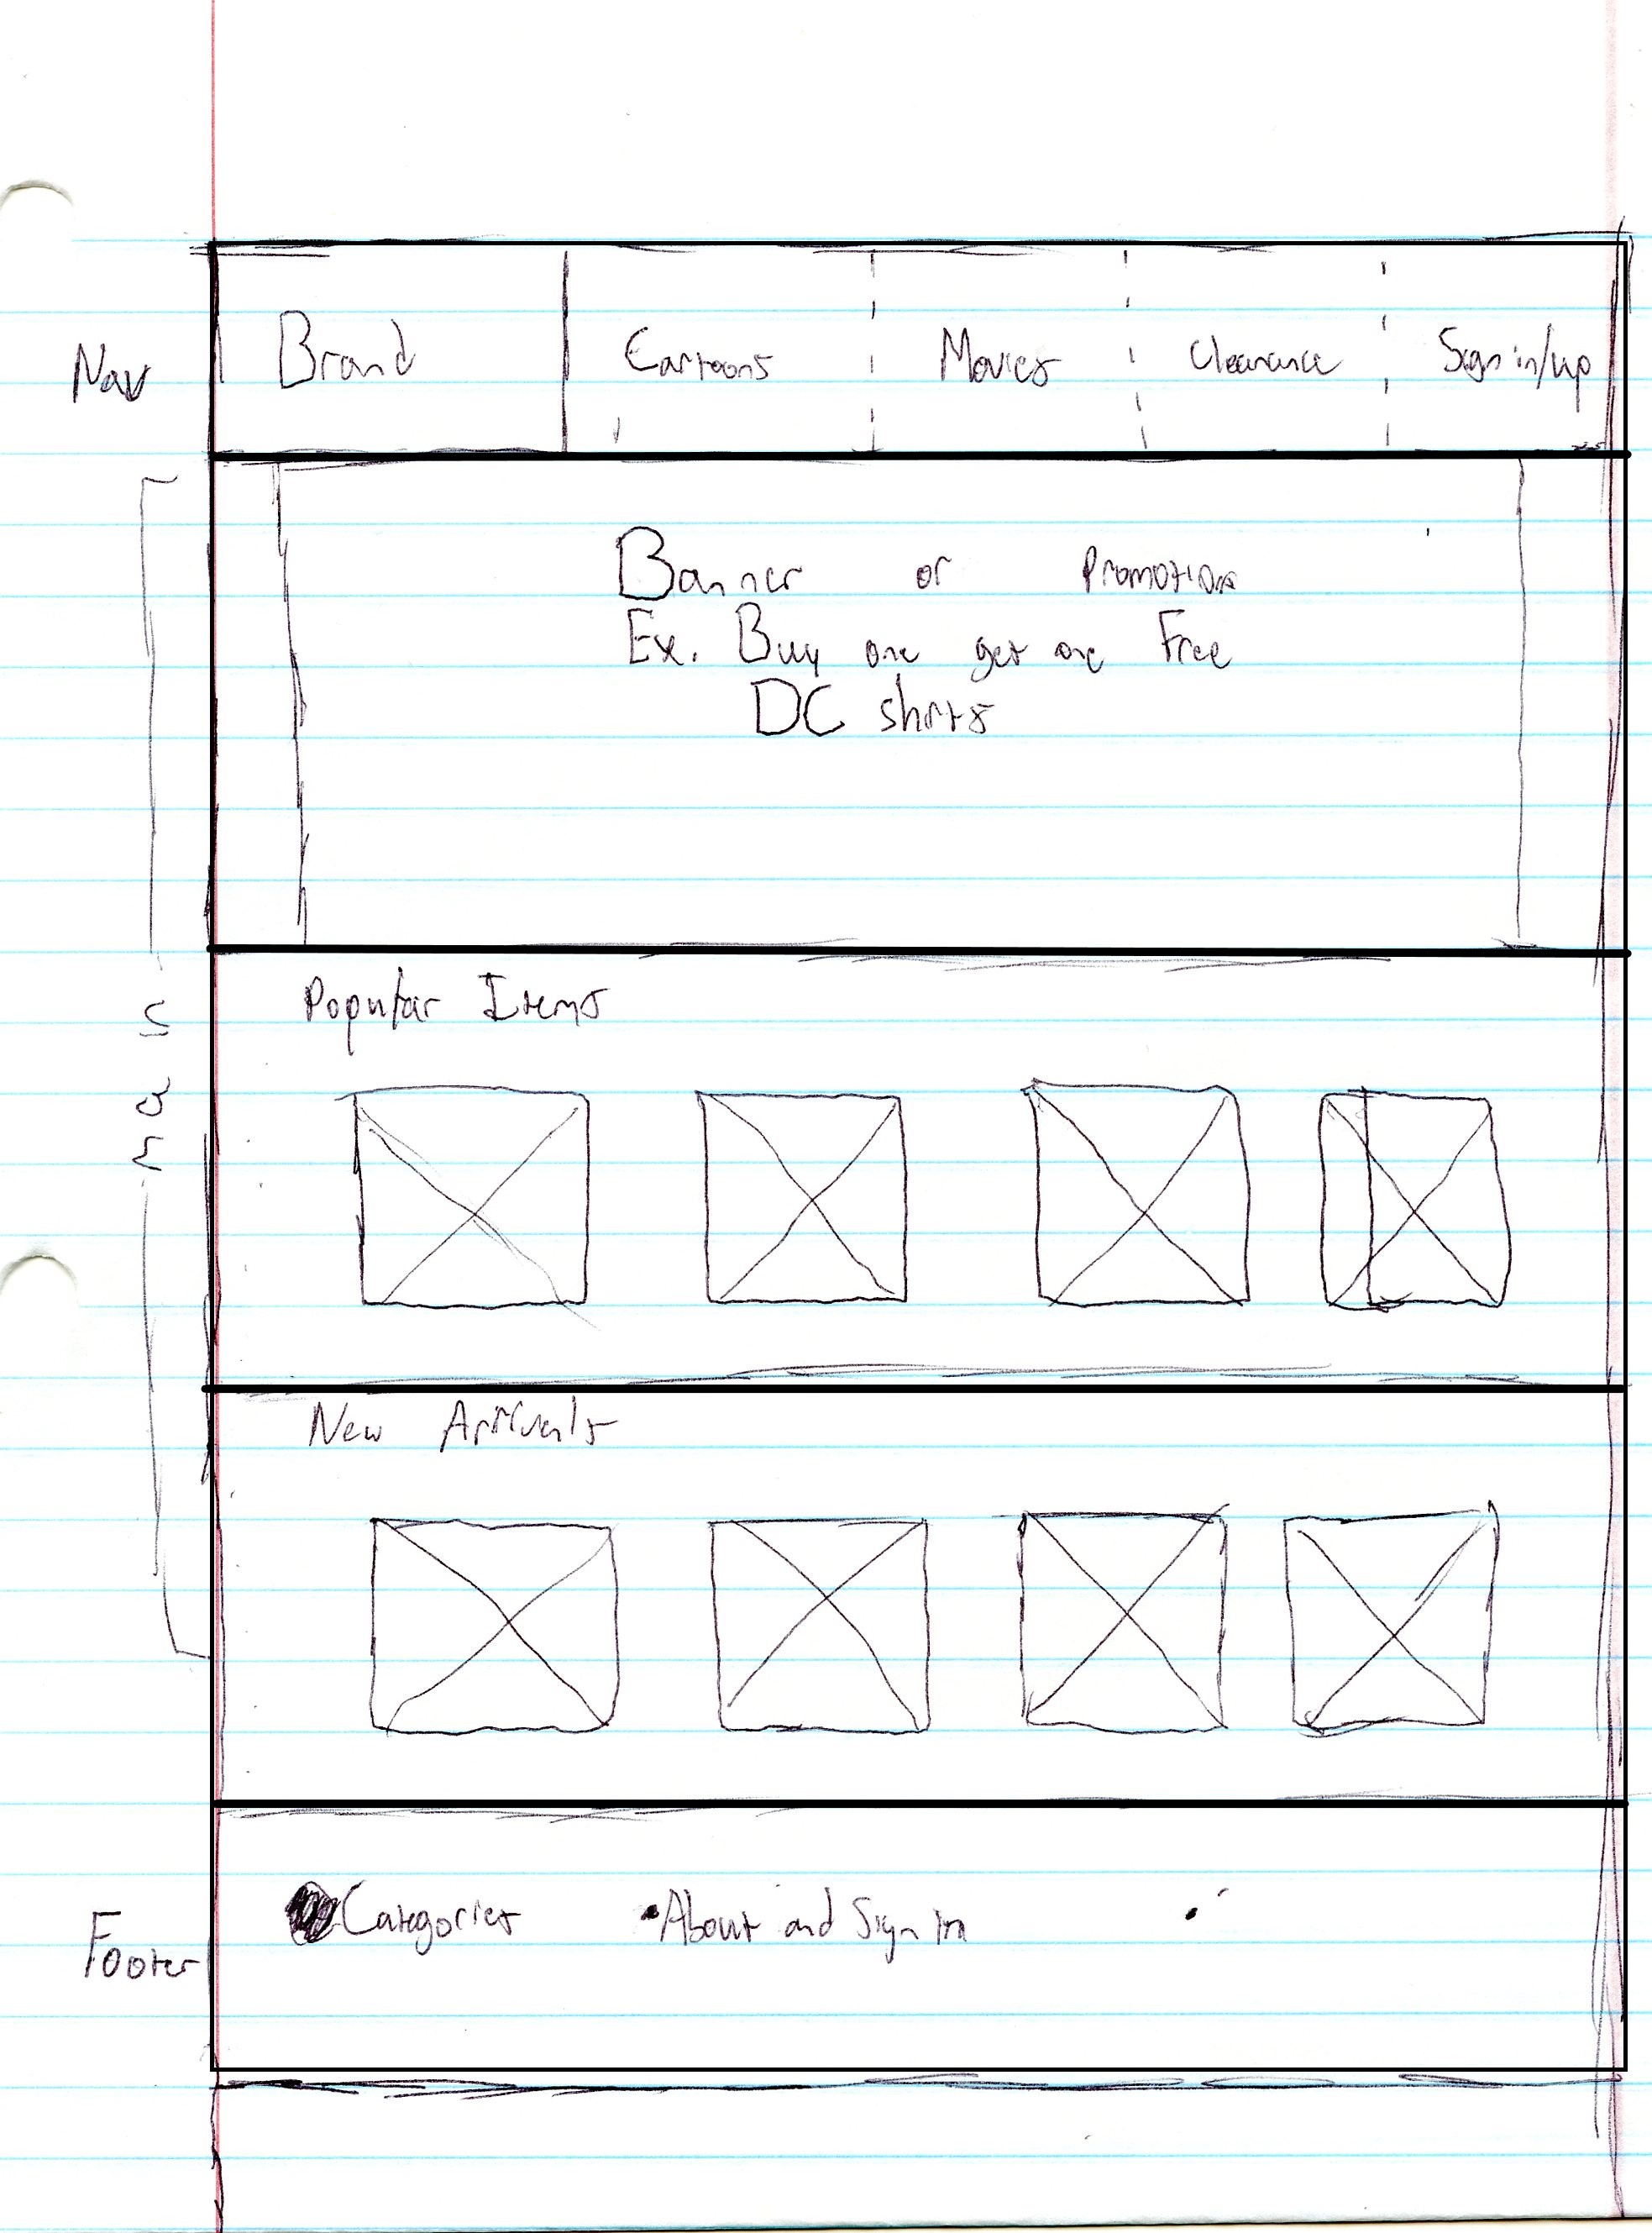 Nav
Brand
Cartoons
Movies
Clearance
Sign in/up
Banner or Promotion
Ex. Buy one get one Free
DC shirts
main
Popular Items
New Arrivals
Footer
Categories
•About and Sign In
•